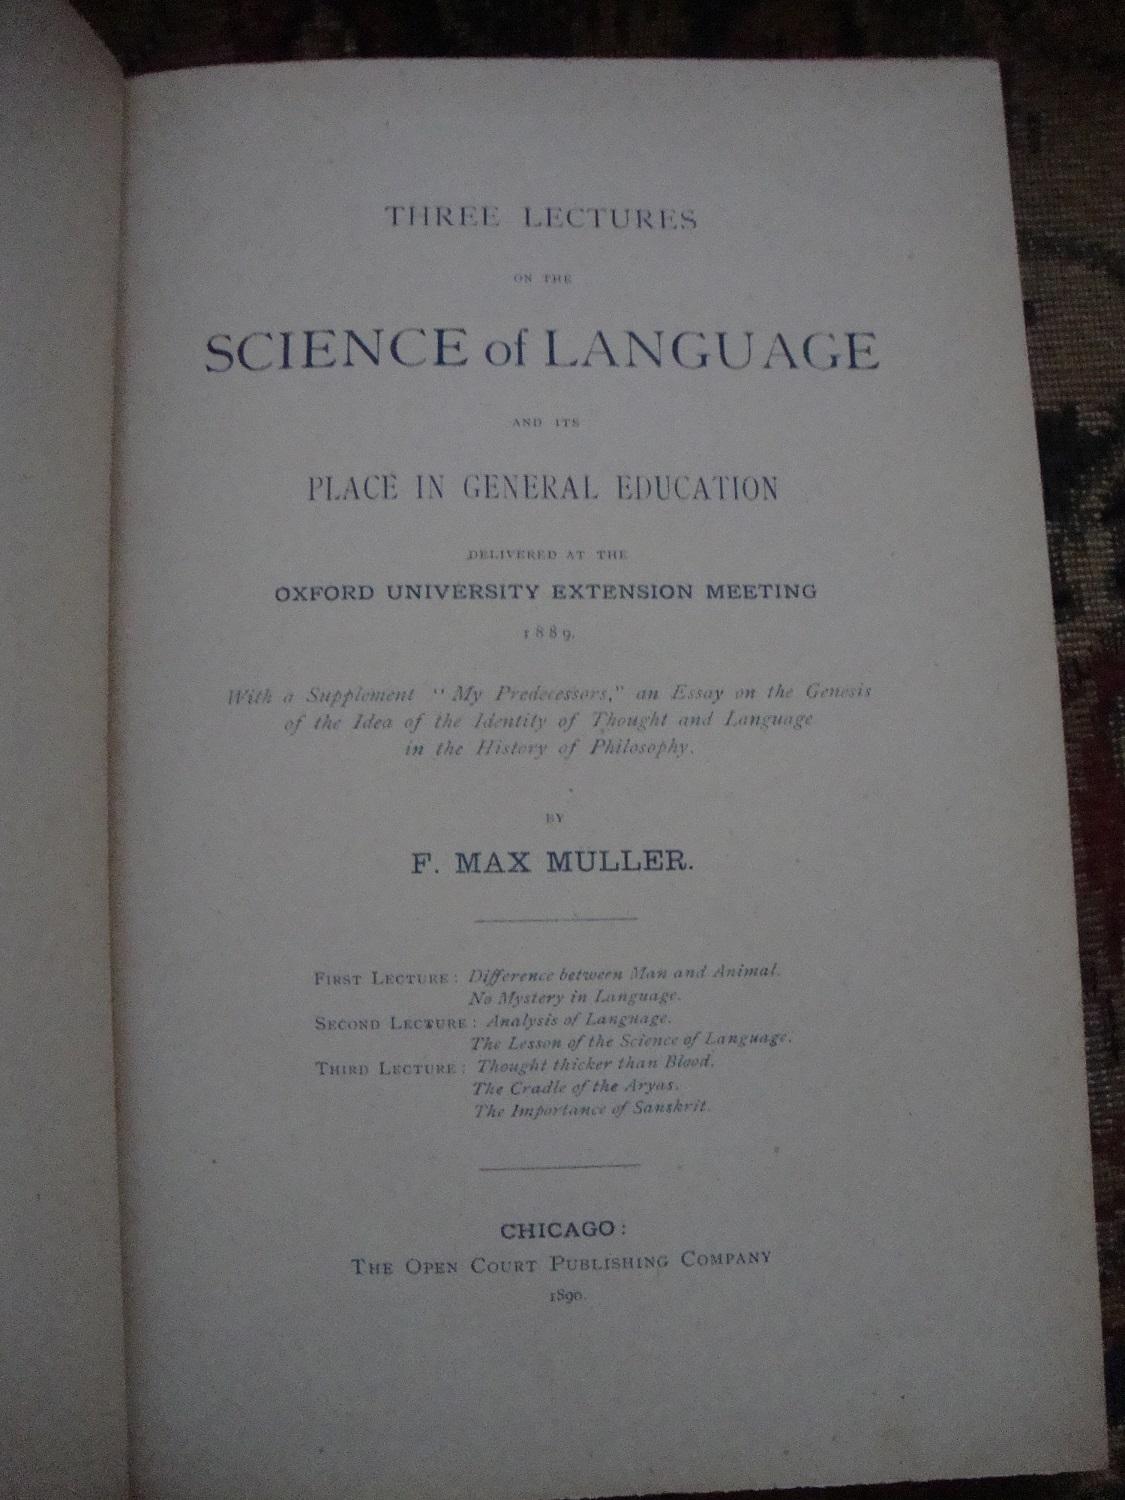 THREE LECTURES
ON THE
SCIENCE of LANGUAGE
AND ITS
PLACE IN GENERAL EDUCATION
DELIVERED AT THE
OXFORD UNIVERSITY EXTENSION MEETING
1889.
With a Supplement "My Predecessors," an Essay on the Genesis
of the Idea of the Identity of Thought and Language
in the History of Philosophy.
BY
F. MAX MULLER.
FIRST LECTURE: Difference between Man and Animal.
No Mystery in Language.
SECOND LECTURE: Analysis of Language.
The Lesson of the Science of Language.
THIRD LECTURE: Thought thicker than Blood.
The Cradle of the Aryas.
The Importance of Sanskrit.
CHICAGO:
THE OPEN COURT PUBLISHING COMPANY
1890.